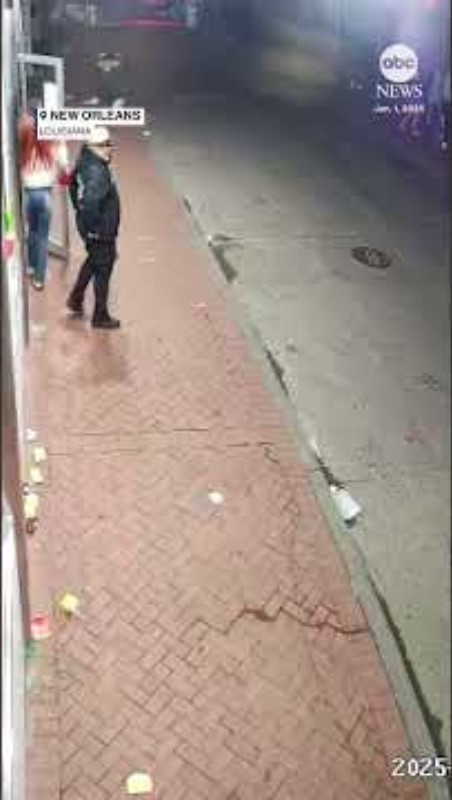 abc
NEWS
Jan. 1, 2025
NEW ORLEANS
LOUISIANA
2025-